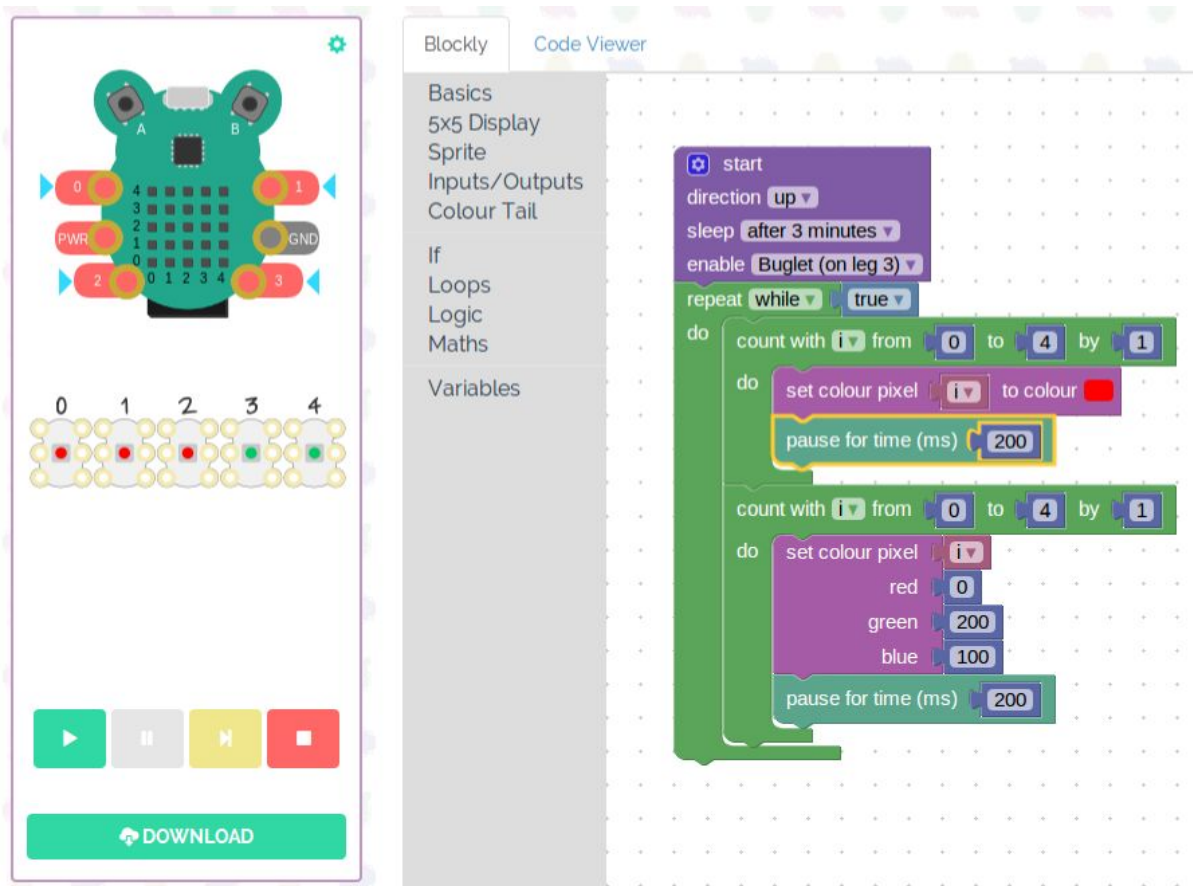 A
B
0
1
PWR
GND
2
3
4
3
2
1
0
0 1 2 3 4
0 1 2 3 4
DOWNLOAD
Blockly
Code Viewer
Basics
5x5 Display
Sprite
Inputs/Outputs
Colour Tail
If
Loops
Logic
Maths
Variables
start
direction up
sleep after 3 minutes
enable Buglet (on leg 3)
repeat while true
do count with i from 0 to 4 by 1
do set colour pixel i to colour
pause for time (ms) 200
count with i from 0 to 4 by 1
do set colour pixel i
red 0
green 200
blue 100
pause for time (ms) 200